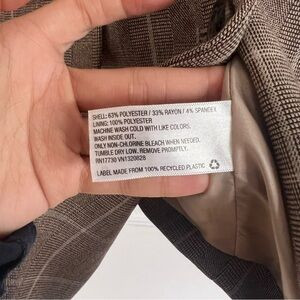 SHELL: 63% POLYESTER / 33% RAYON / 4% SPANDEX
LINING: 100% POLYESTER
MACHINE WASH COLD WITH LIKE COLORS.
WASH INSIDE OUT.
ONLY NON-CHLORINE BLEACH WHEN NEEDED.
TUMBLE DRY LOW. REMOVE PROMPTLY.
RN17730 VN1320828
LABEL MADE FROM 100% RECYCLED PLASTIC